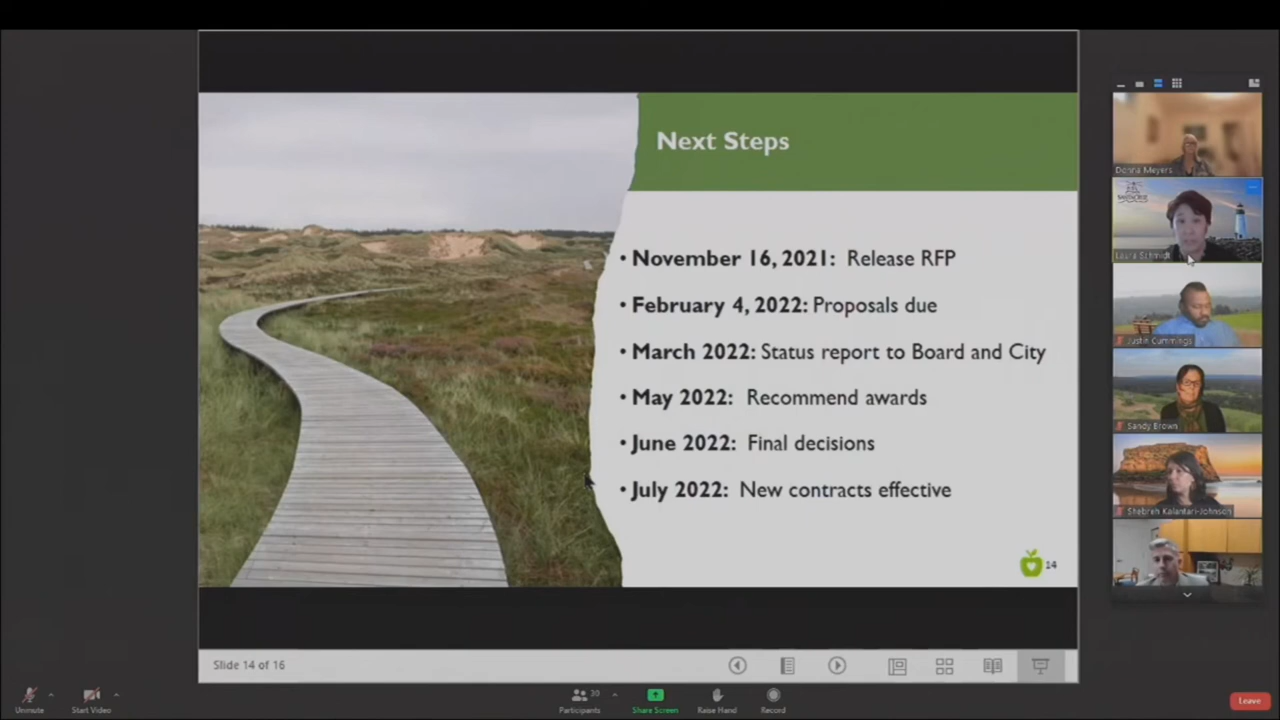 Next Steps
• November 16, 2021: Release RFP
• February 4, 2022: Proposals due
• March 2022: Status report to Board and City
• May 2022: Recommend awards
• June 2022: Final decisions
• July 2022: New contracts effective
14
Slide 14 of 16
Donna Meyers
Laura Schmidt
Justin Cummings
Sandy Brown
Shebreh Kalantari-Johnson
Unmute
Start Video
Participants
39
Share Screen
Raise Hand
Record
Leave